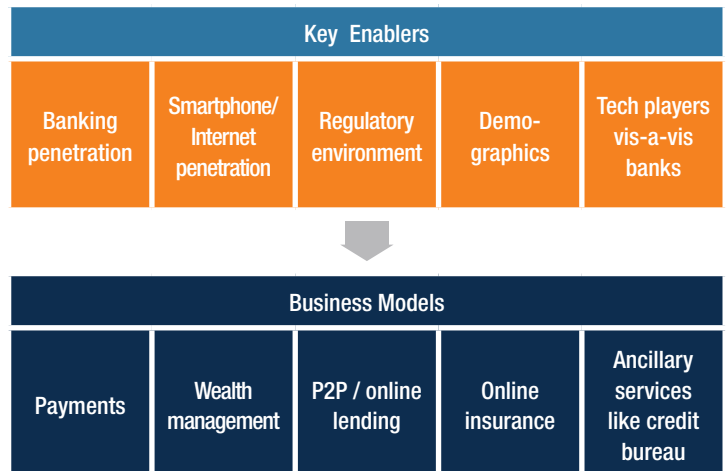 Key Enablers
Banking
penetration
Smartphone/
Internet
penetration
Regulatory
environment
Demo-
graphics
Tech players
vis-a-vis
banks
Business Models
Payments
Wealth
management
P2P / online
lending
Online
insurance
Ancillary
services
like credit
bureau